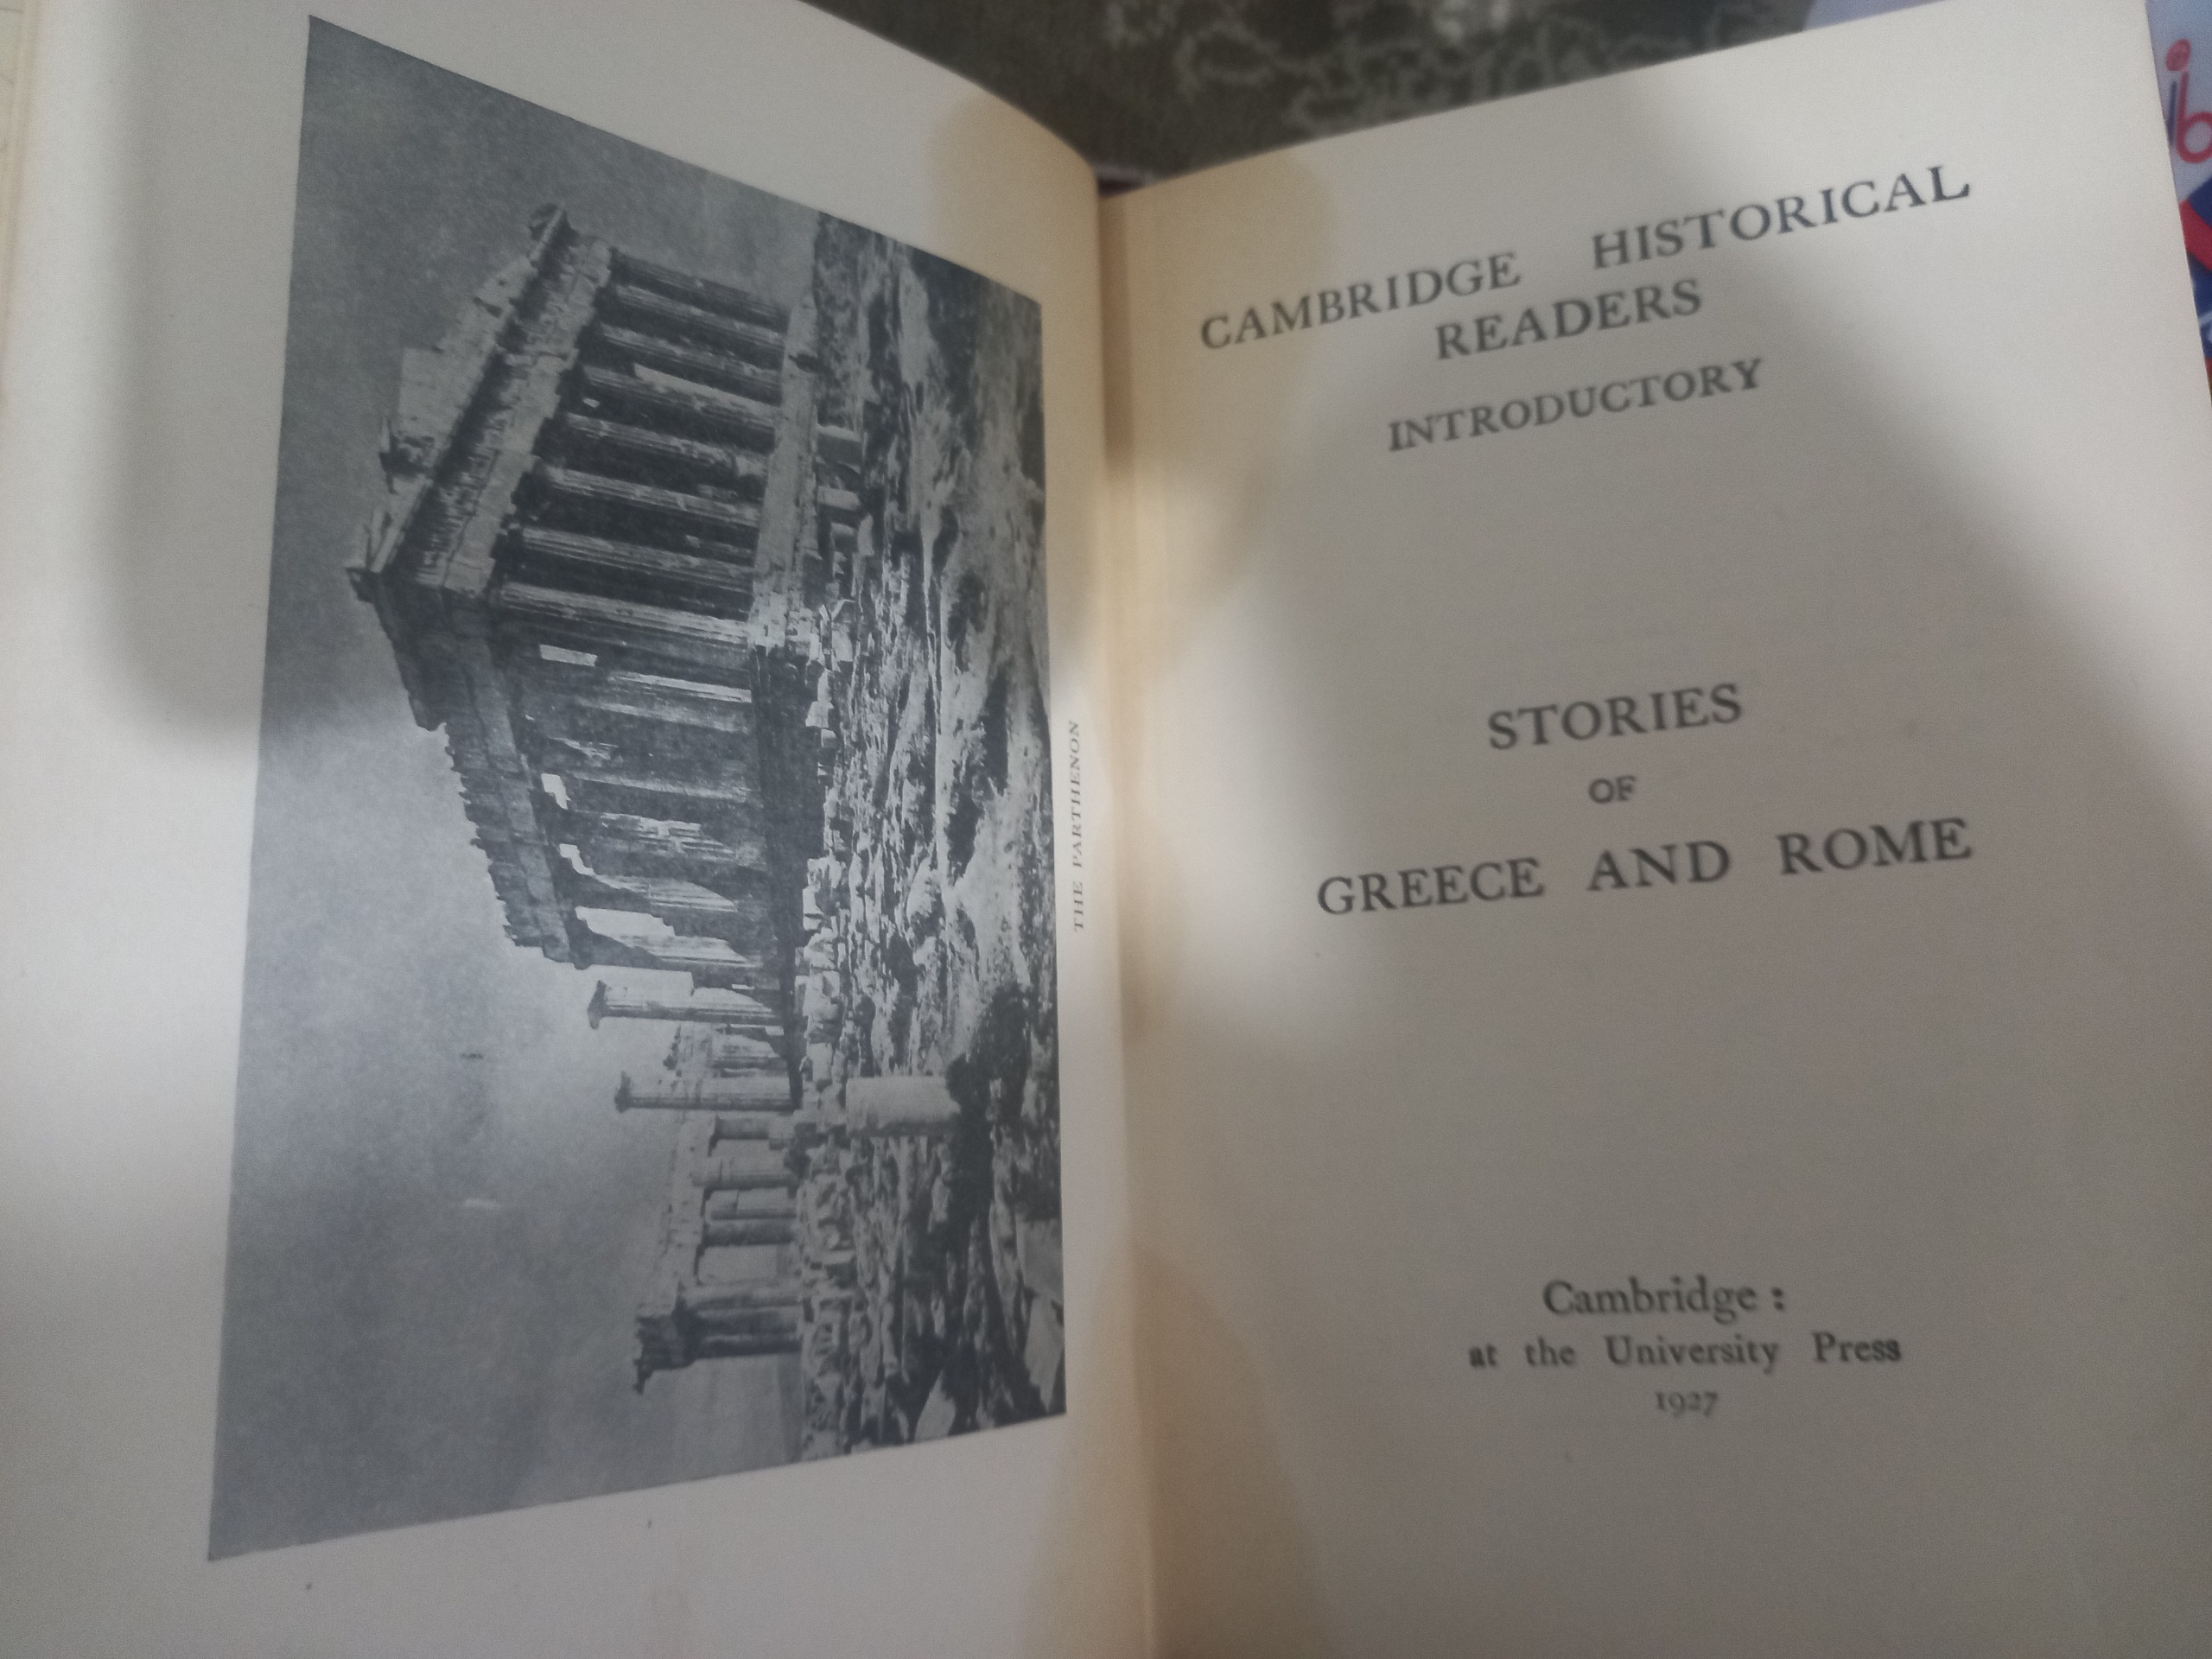 THE PARTHENON
CAMBRIDGE HISTORICAL
READERS
INTRODUCTORY
STORIES
OF
GREECE AND ROME
Cambridge :
at the University Press
1927